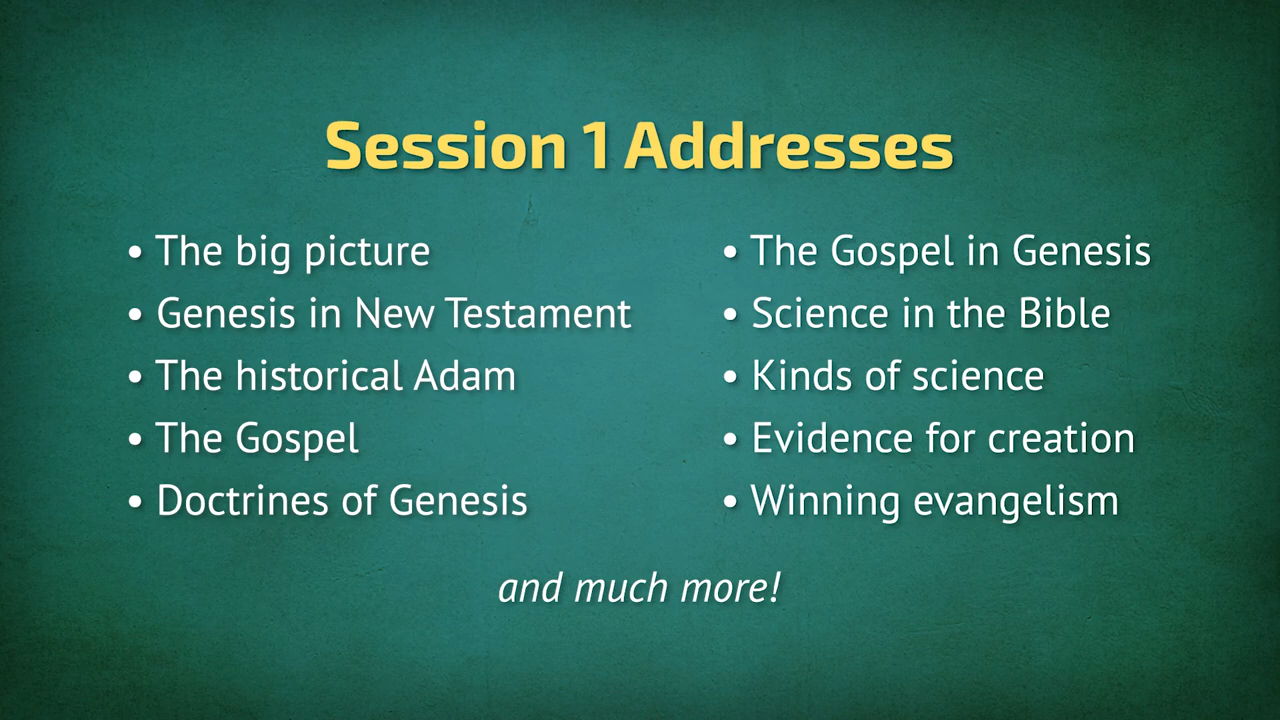 Session 1 Addresses
• The big picture
• Genesis in New Testament
• The historical Adam
• The Gospel
• Doctrines of Genesis
• The Gospel in Genesis
• Science in the Bible
• Kinds of science
• Evidence for creation
• Winning evangelism
and much more!